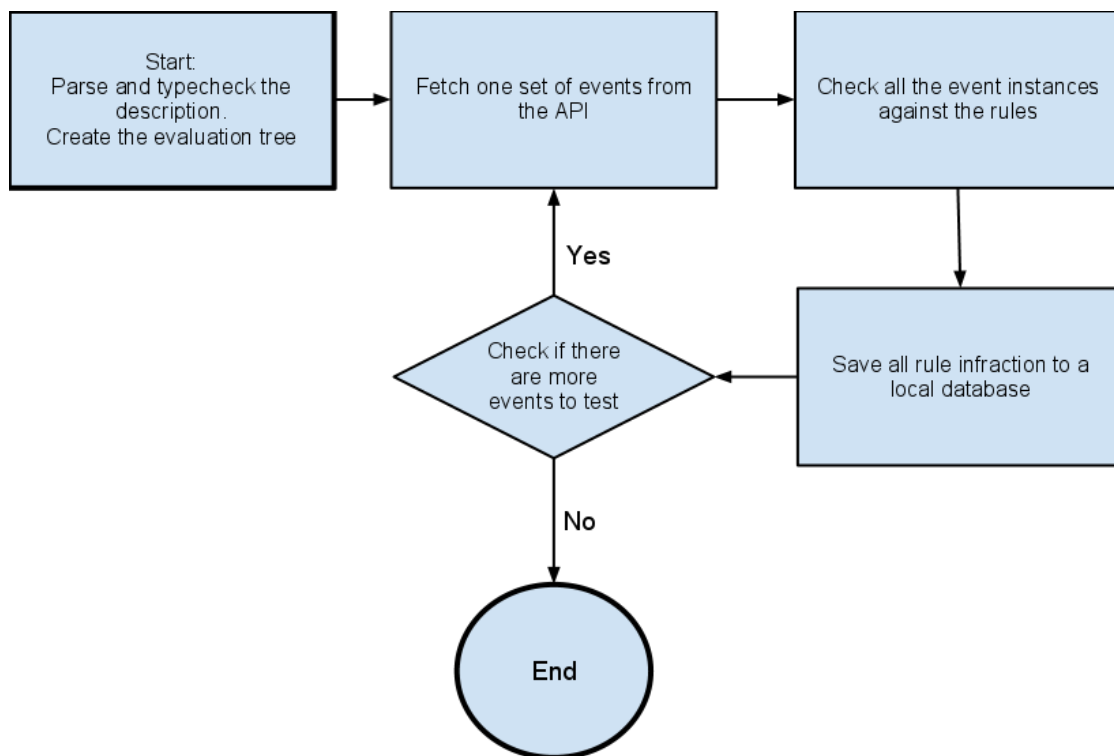 Start:
Parse and typecheck the
description.
Create the evaluation tree
Fetch one set of events from
the API
Check all the event instances
against the rules
Save all rule infraction to a
local database
Check if there
are more
events to test
Yes
No
End